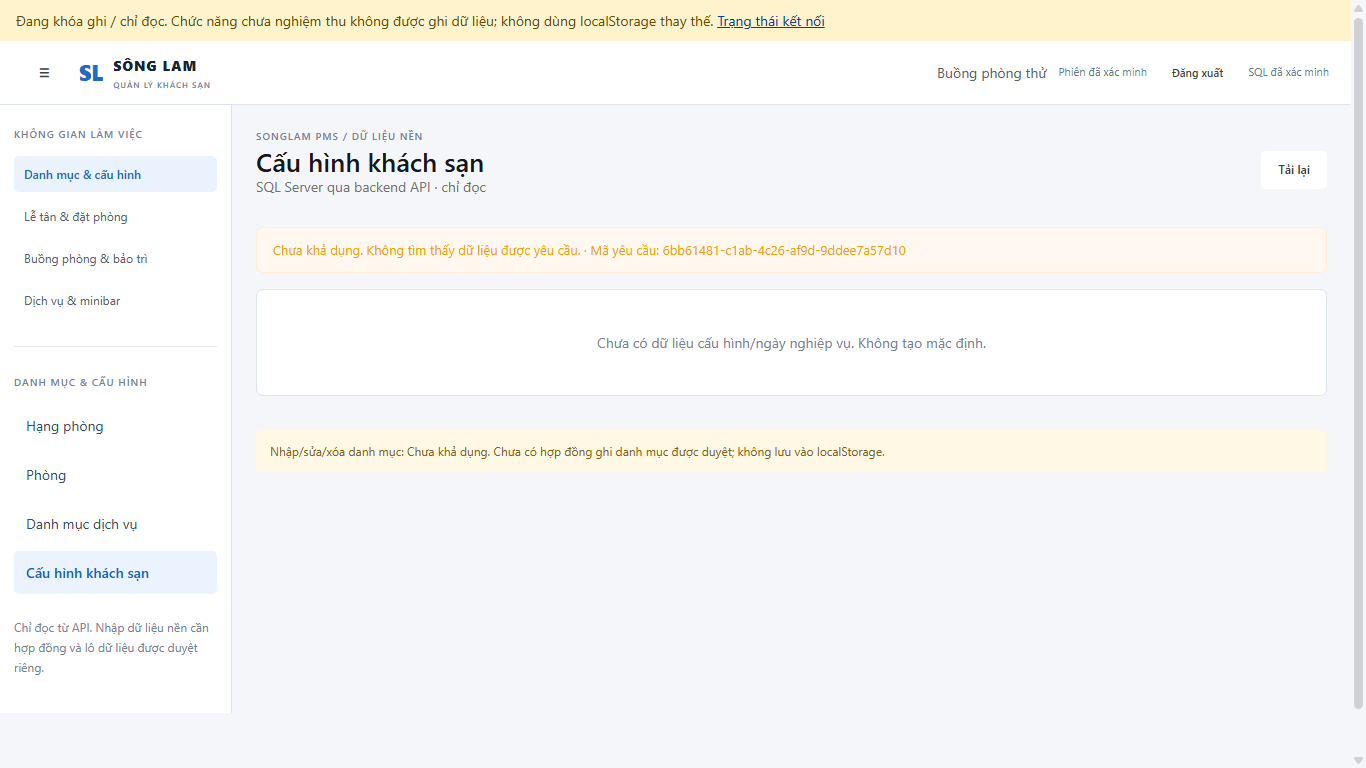 Đang khóa ghi / chỉ đọc. Chức năng chưa nghiệm thu không được ghi dữ liệu; không dùng localStorage thay thế. Trạng thái kết nối
☰ SL SÔNG LAM
QUẢN LÝ KHÁCH SẠN
Buồng phòng thử Phiên đã xác minh Đăng xuất SQL đã xác minh
KHÔNG GIAN LÀM VIỆC
Danh mục & cấu hình
Lễ tân & đặt phòng
Buồng phòng & bảo trì
Dịch vụ & minibar
DANH MỤC & CẤU HÌNH
Hạng phòng
Phòng
Danh mục dịch vụ
Cấu hình khách sạn
Chỉ đọc từ API. Nhập dữ liệu nền cần
hợp đồng và lô dữ liệu được duyệt
riêng.
SONGLAM PMS / DỮ LIỆU NỀN
Cấu hình khách sạn
SQL Server qua backend API · chỉ đọc
Tải lại
Chưa khả dụng. Không tìm thấy dữ liệu được yêu cầu. · Mã yêu cầu: 6bb61481-c1ab-4c26-af9d-9ddee7a57d10
Chưa có dữ liệu cấu hình/ngày nghiệp vụ. Không tạo mặc định.
Nhập/sửa/xóa danh mục: Chưa khả dụng. Chưa có hợp đồng ghi danh mục được duyệt; không lưu vào localStorage.